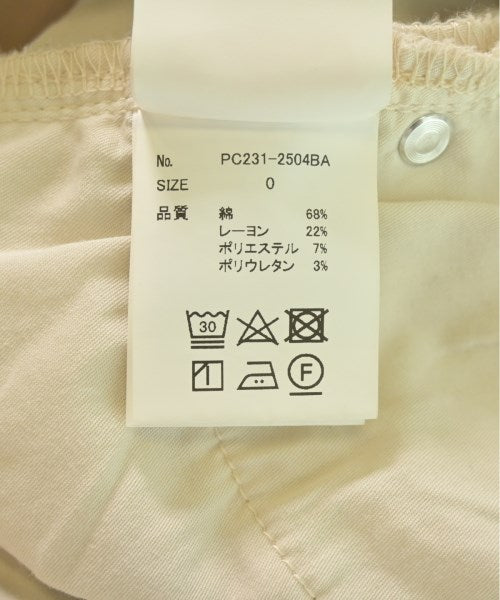 No. PC231-2504BA
SIZE 0
品質 綿 68%
レーヨン 22%
ポリエステル 7%
ポリウレタン 3%
30
F